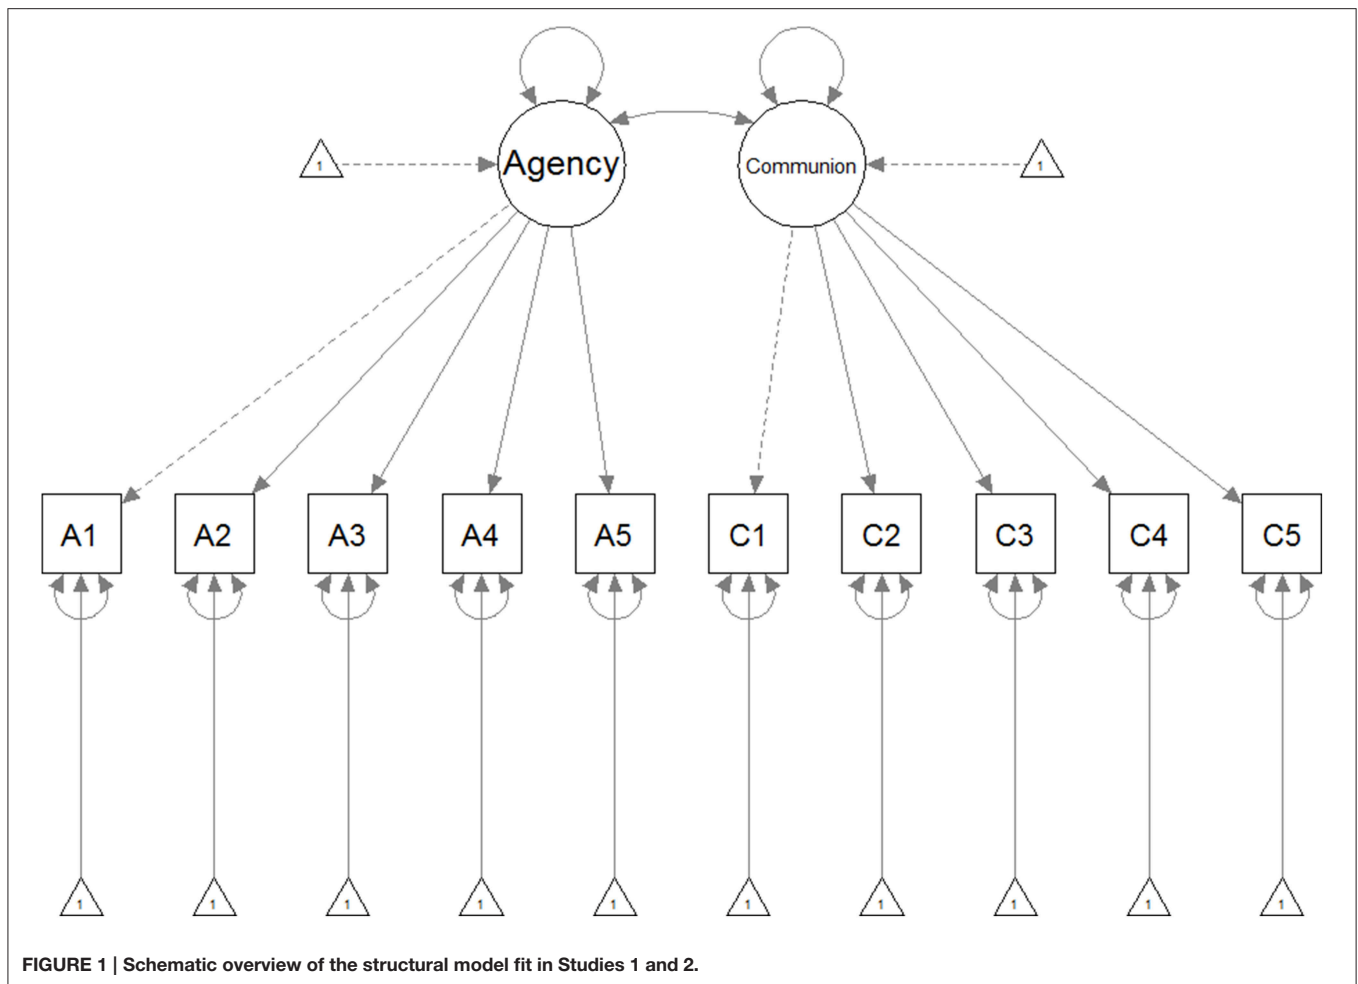 1
Agency
Communion
1
A1 A2 A3 A4 A5 C1 C2 C3 C4 C5
1 1 1 1 1 1 1 1 1 1
FIGURE 1 | Schematic overview of the structural model fit in Studies 1 and 2.